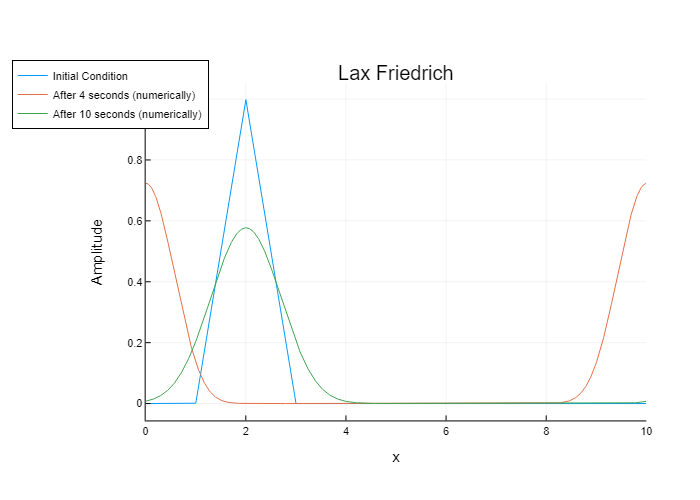 Lax Friedrich
Initial Condition
After 4 seconds (numerically)
After 10 seconds (numerically)
0.8
0.6
0.4
0.2
0
Amplitude
0 2 4 6 8 10
x